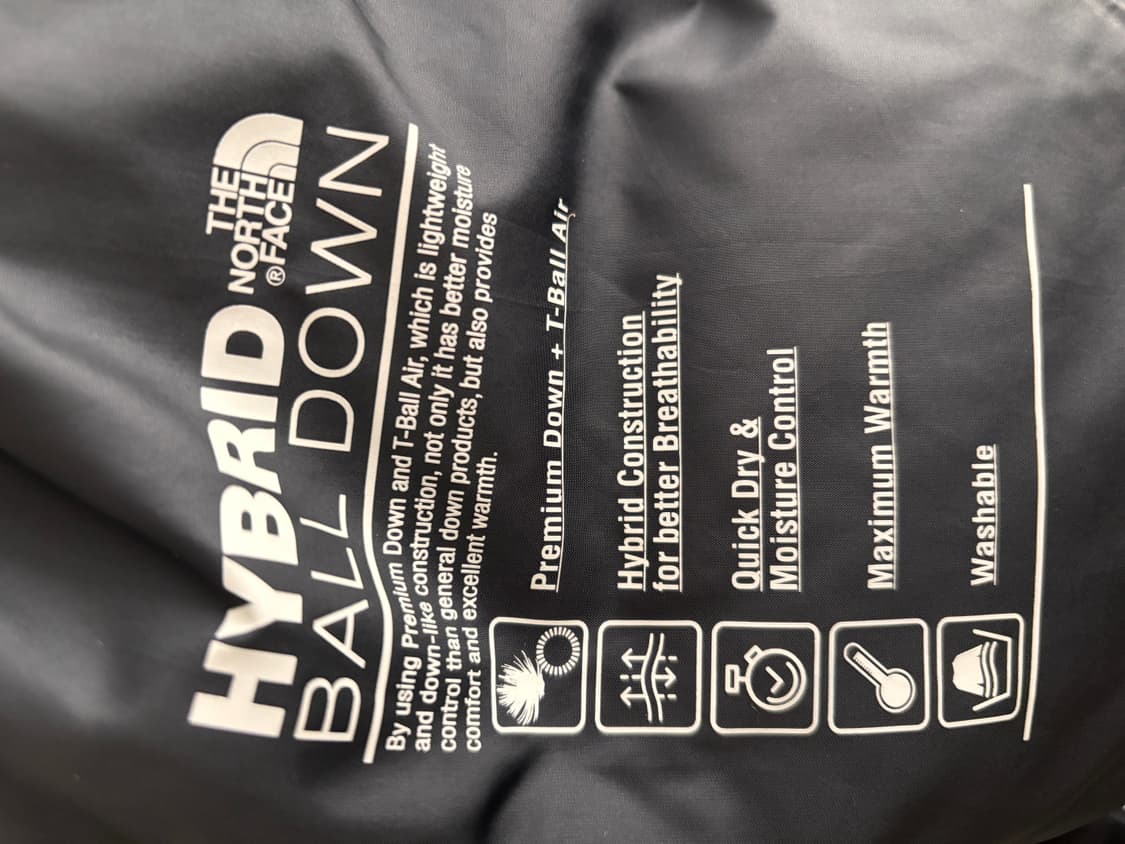 HYBRID
THE
NORTH
FACE®
BALL DOWN
By using Premium Down and T-Ball Air, which is lightweight
and down-like construction, not only it has better moisture
control than general down products, but also provides
comfort and excellent warmth.
Premium Down + T-Ball Air
Hybrid Construction
for better Breathability
Quick Dry &
Moisture Control
Maximum Warmth
Washable